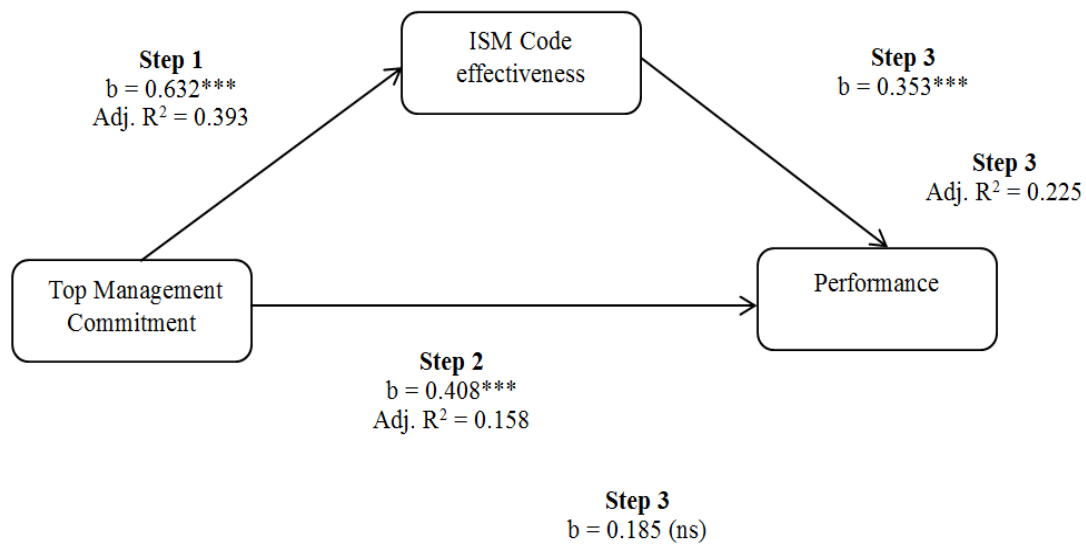 ISM Code
effectiveness
Step 1
b = 0.632***
Adj. R² = 0.393
Step 3
b = 0.353***
Step 3
Adj. R² = 0.225
Top Management
Commitment
Performance
Step 2
b = 0.408***
Adj. R² = 0.158
Step 3
b = 0.185 (ns)